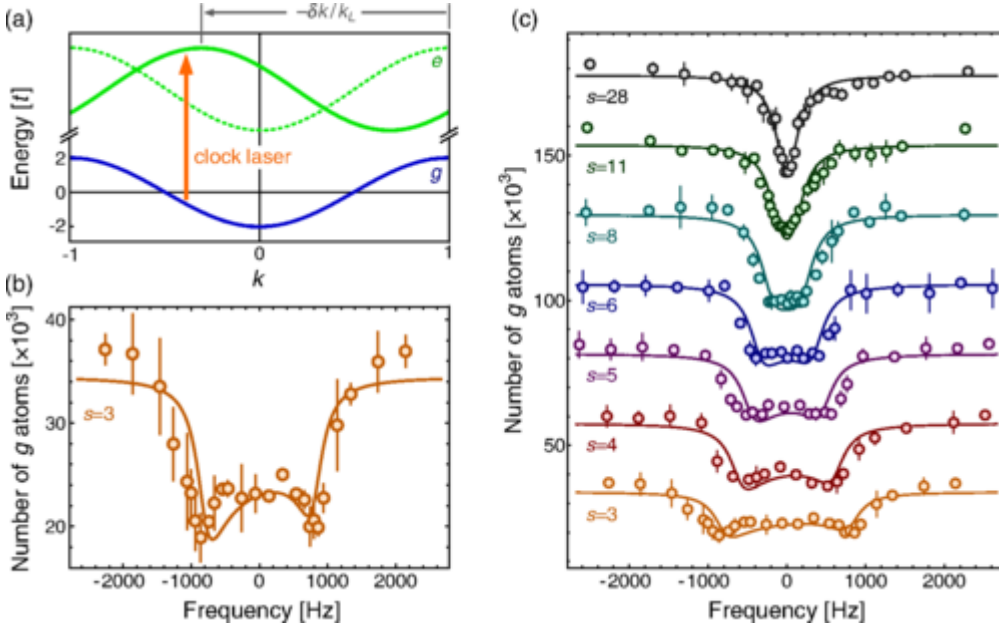 (a)
−δk/k_L
Energy [t]
2
0
-2
e
clock laser
g
-1
0
1
k
(b)
Number of g atoms [×10³]
40
30
20
s=3
-2000
-1000
0
1000
2000
Frequency [Hz]
(c)
Number of g atoms [×10³]
150
100
50
s=28
s=11
s=8
s=6
s=5
s=4
s=3
-2000
-1000
0
1000
2000
Frequency [Hz]